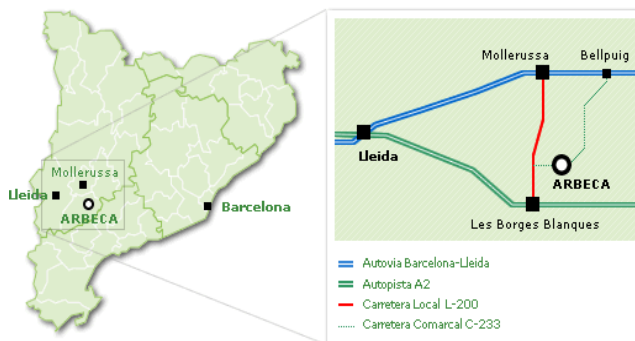 Mollerussa
Lleida
ARBECA
Barcelona
Mollerussa
Bellpuig
Lleida
ARBECA
Les Borges Blanques
Autovia Barcelona-Lleida
Autopista A2
Carretera Local L-200
Carretera Comarcal C-233